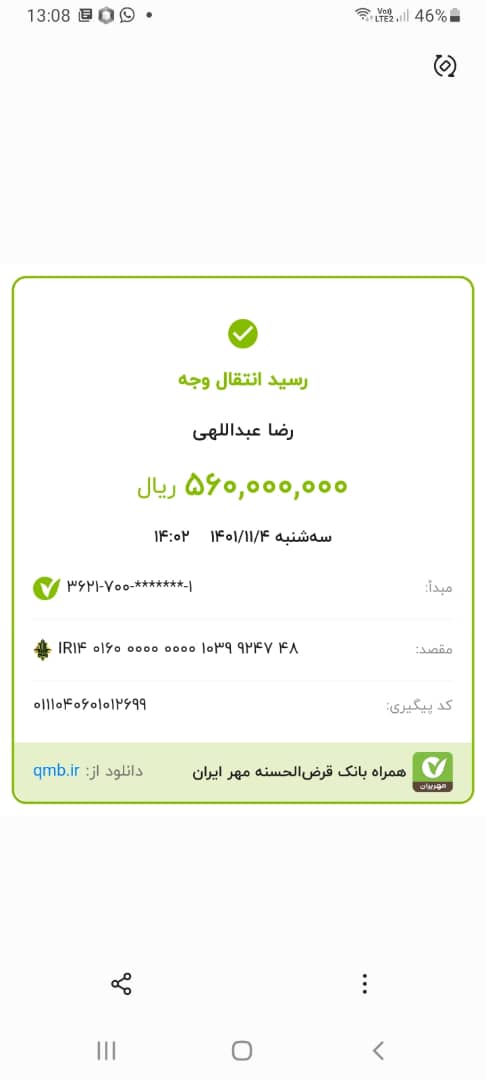 13:08
Vo)) LTE2 46%
رسید انتقال وجه
رضا عبداللهی
۵۶۰,۰۰۰,۰۰۰ ریال
سه‌شنبه ۱۴۰۱/۱۱/۴ ۱۴:۰۲
مبدأ: ۳۶۲۱-۷۰۰-*******-۱
مقصد: IR۱۴ ۰۱۶۰ ۰۰۰۰ ۰۰۰۰ ۱۰۳۹ ۹۲۴۷ ۴۸
کد پیگیری: ۰۱۱۱۰۴۰۶۰۱۰۱۲۶۹۹
مهرایران
همراه بانک قرض‌الحسنه مهر ایران دانلود از: qmb.ir